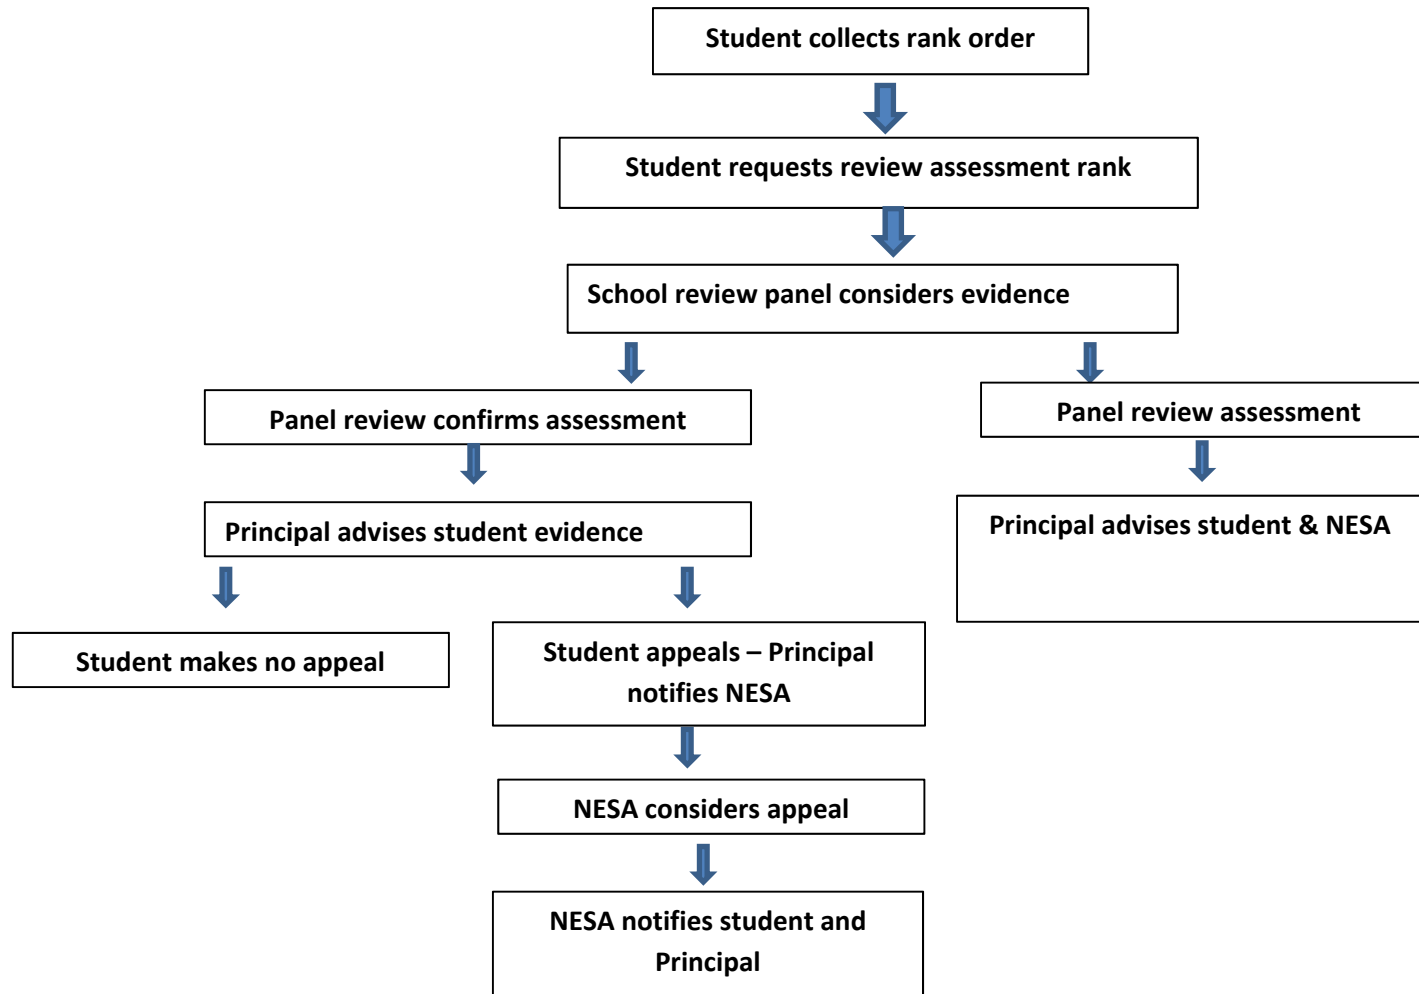 Student collects rank order
Student requests review assessment rank
School review panel considers evidence
Panel review confirms assessment
Panel review assessment
Principal advises student evidence
Principal advises student & NESA
Student makes no appeal
Student appeals – Principal
notifies NESA
NESA considers appeal
NESA notifies student and
Principal